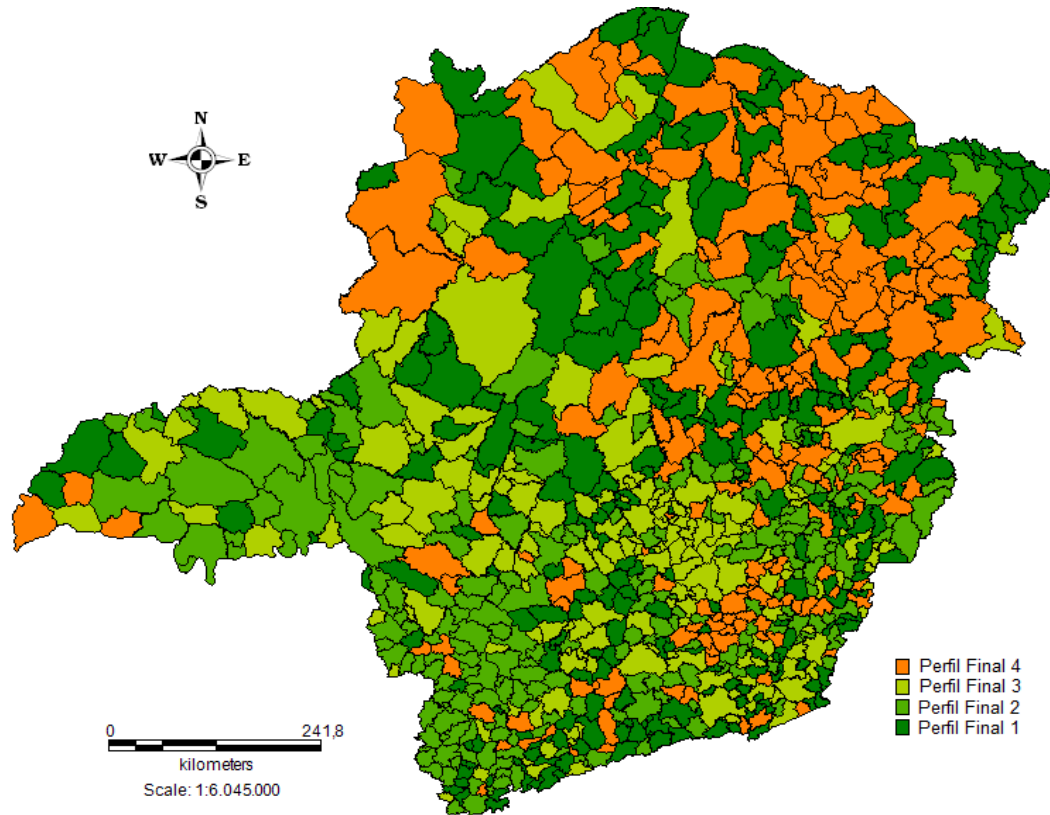 N
W E
S
Perfil Final 4
Perfil Final 3
Perfil Final 2
Perfil Final 1
0 241,8
kilometers
Scale: 1:6.045.000